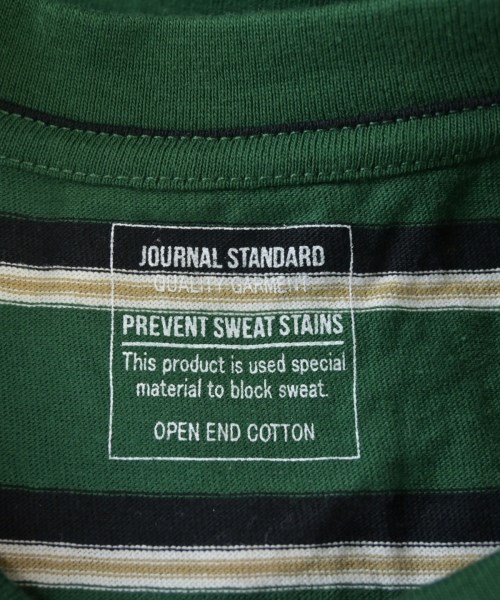 JOURNAL STANDARD
QUALITY GARMENT
PREVENT SWEAT STAINS
This product is used special
material to block sweat.
OPEN END COTTON